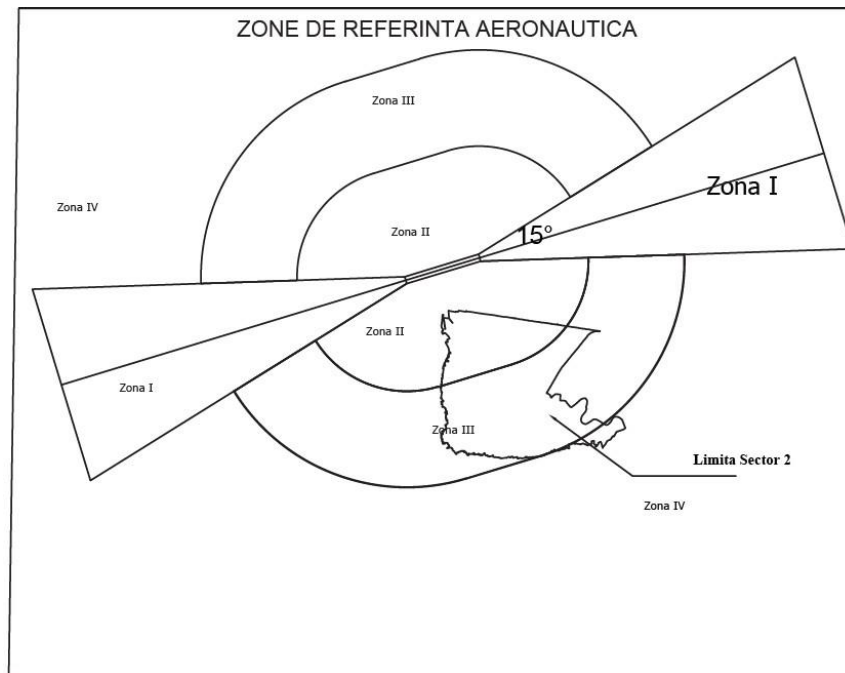 ZONE DE REFERINTA AERONAUTICA
Zona III
Zona I
Zona IV
Zona II
15°
Zona II
Zona I
Zona III
Limita Sector 2
Zona IV